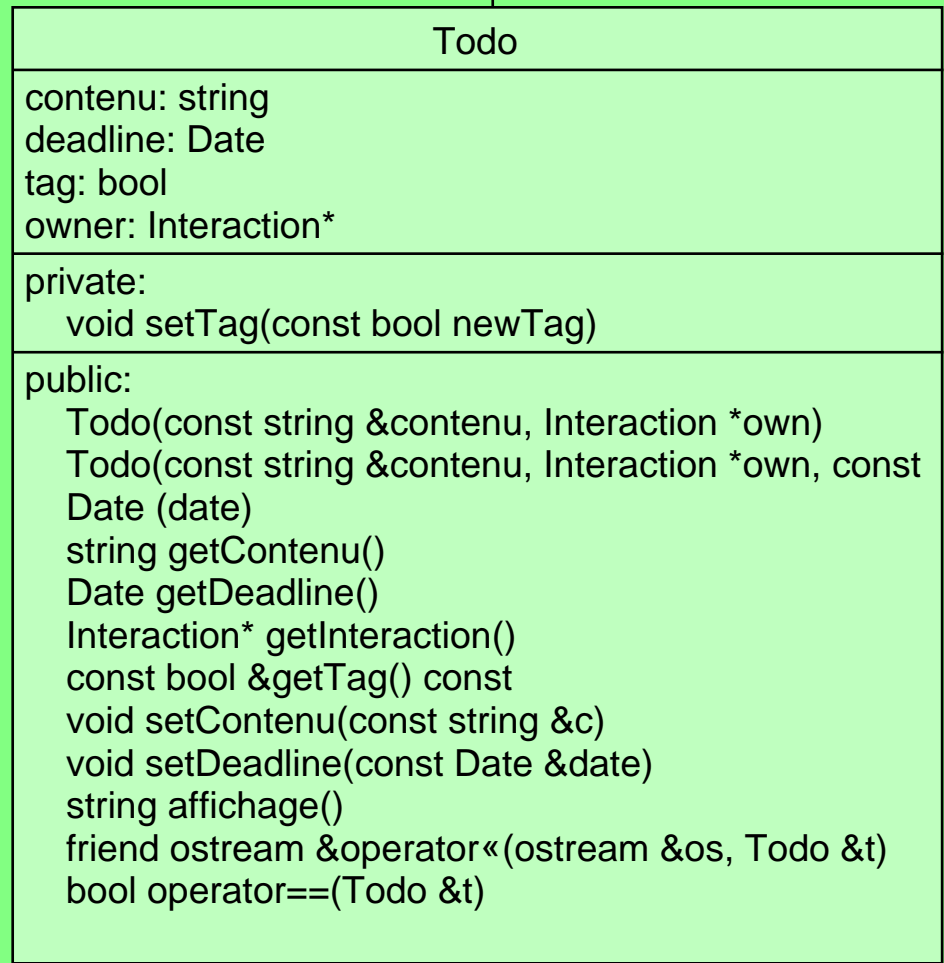 Todo
contenu: string
deadline: Date
tag: bool
owner: Interaction*
private:
void setTag(const bool newTag)
public:
Todo(const string &contenu, Interaction *own)
Todo(const string &contenu, Interaction *own, const
Date (date)
string getContenu()
Date getDeadline()
Interaction* getInteraction()
const bool &getTag() const
void setContenu(const string &c)
void setDeadline(const Date &date)
string affichage()
friend ostream &operator«(ostream &os, Todo &t)
bool operator==(Todo &t)